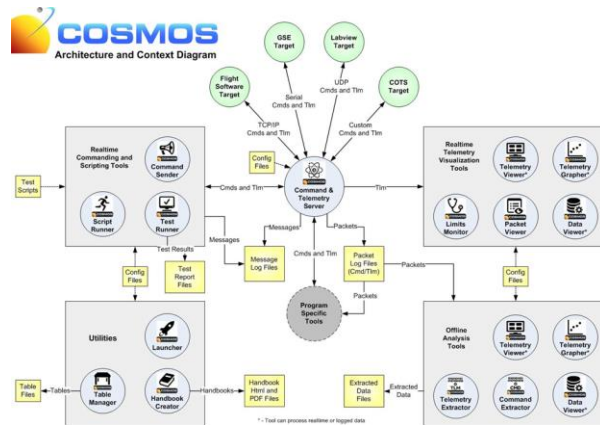 COSMOS
Architecture and Context Diagram
GSE
Target
Labview
Target
Flight
Software
Target
COTS
Target
TCP/IP
Cmds and Tlm
Serial
Cmds and Tlm
UDP
Cmds and Tlm
Custom
Cmds and Tlm
Realtime
Commanding and
Scripting Tools
Command
Sender
Script
Runner
Test
Runner
Test
Scripts
Config
Files
Cmds and Tlm
Command &
Telemetry
Server
Tlm
Realtime
Telemetry
Visualization
Tools
Telemetry
Viewer*
Telemetry
Grapher*
Limits
Monitor
Packet
Viewer
Data
Viewer*
Messages
Packets
Test Results
Messages
Message
Log Files
Packet
Log Files
(Cmd/Tlm)
Packets
Cmds and Tlm
Packets
Config
Files
Test
Report
Files
Config
Files
Program
Specific
Tools
Utilities
Launcher
Table
Manager
Handbook
Creator
Table
Files
Tables
Handbooks
Handbook
Html and
PDF Files
Offline
Analysis
Tools
Telemetry
Viewer*
Telemetry
Grapher*
Telemetry
Extractor
Command
Extractor
Data
Viewer*
Extracted
Data Files
Extracted
Data
* - Tool can process realtime or logged data